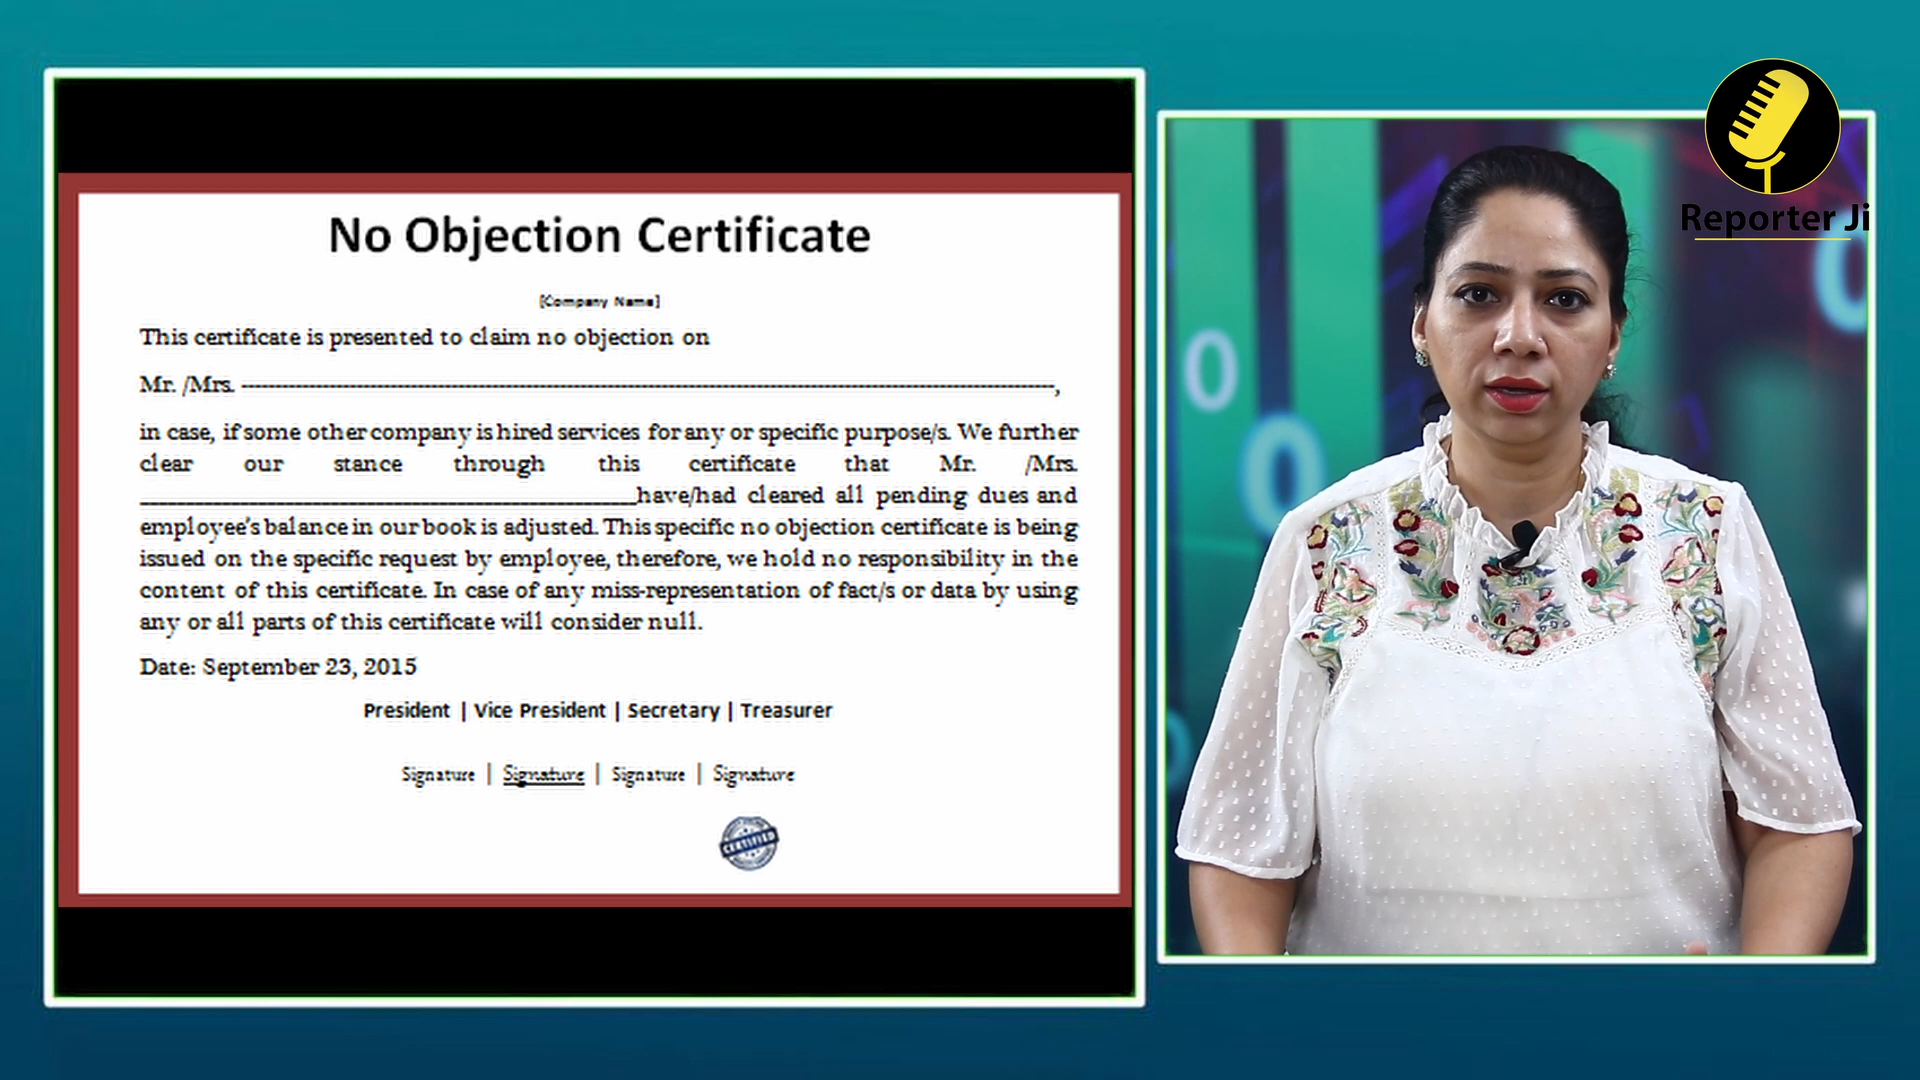 No Objection Certificate
[Company Name]
This certificate is presented to claim no objection on
Mr. /Mrs. ----------------------------------------------------------------------------------------------------,
in case, if some other company is hired services for any or specific purpose/s. We further
clear our stance through this certificate that Mr. /Mrs.
________________________________________have/had cleared all pending dues and
employee's balance in our book is adjusted. This specific no objection certificate is being
issued on the specific request by employee, therefore, we hold no responsibility in the
content of this certificate. In case of any miss-representation of fact/s or data by using
any or all parts of this certificate will consider null.
Date: September 23, 2015
President | Vice President | Secretary | Treasurer
Signature | Signature | Signature | Signature
CERTIFIED
Reporter Ji
0
0
0